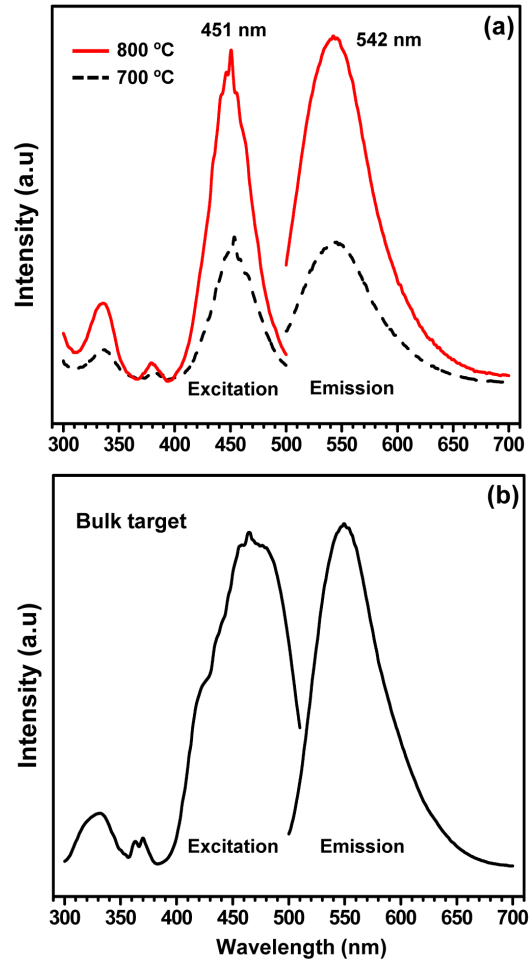 451 nm
542 nm
(a)
800 ºC
700 ºC
Intensity (a.u)
Excitation
Emission
300 350 400 450 500 550 600 650 700
(b)
Bulk target
Intensity (a.u)
Excitation
Emission
300 350 400 450 500 550 600 650 700
Wavelength (nm)